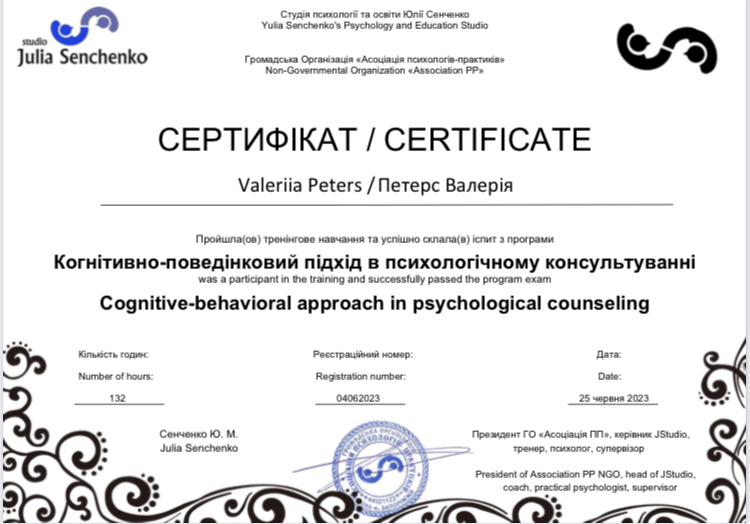 studio
Julia Senchenko
Студія психології та освіти Юлії Сенченко
Yulia Senchenko's Psychology and Education Studio
Громадська Організація «Асоціація психологів-практиків»
Non-Governmental Organization «Association PP»
СЕРТИФІКАТ / CERTIFICATE
Valeriia Peters / Петерс Валерія
Пройшла(ов) тренінгове навчання та успішно склала(в) іспит з програми
Когнітивно-поведінковий підхід в психологічному консультуванні
was a participant in the training and successfully passed the program exam
Cognitive-behavioral approach in psychological counseling
Кількість годин:
Number of hours:
132
Реєстраційний номер:
Registration number:
04062023
Дата:
Date:
25 червня 2023
Сенченко Ю. М.
Julia Senchenko
Президент ГО «Асоціація ПП», керівник JStudio,
тренер, психолог, супервізор
President of Association PP NGO, head of JStudio,
coach, practical psychologist, supervisor